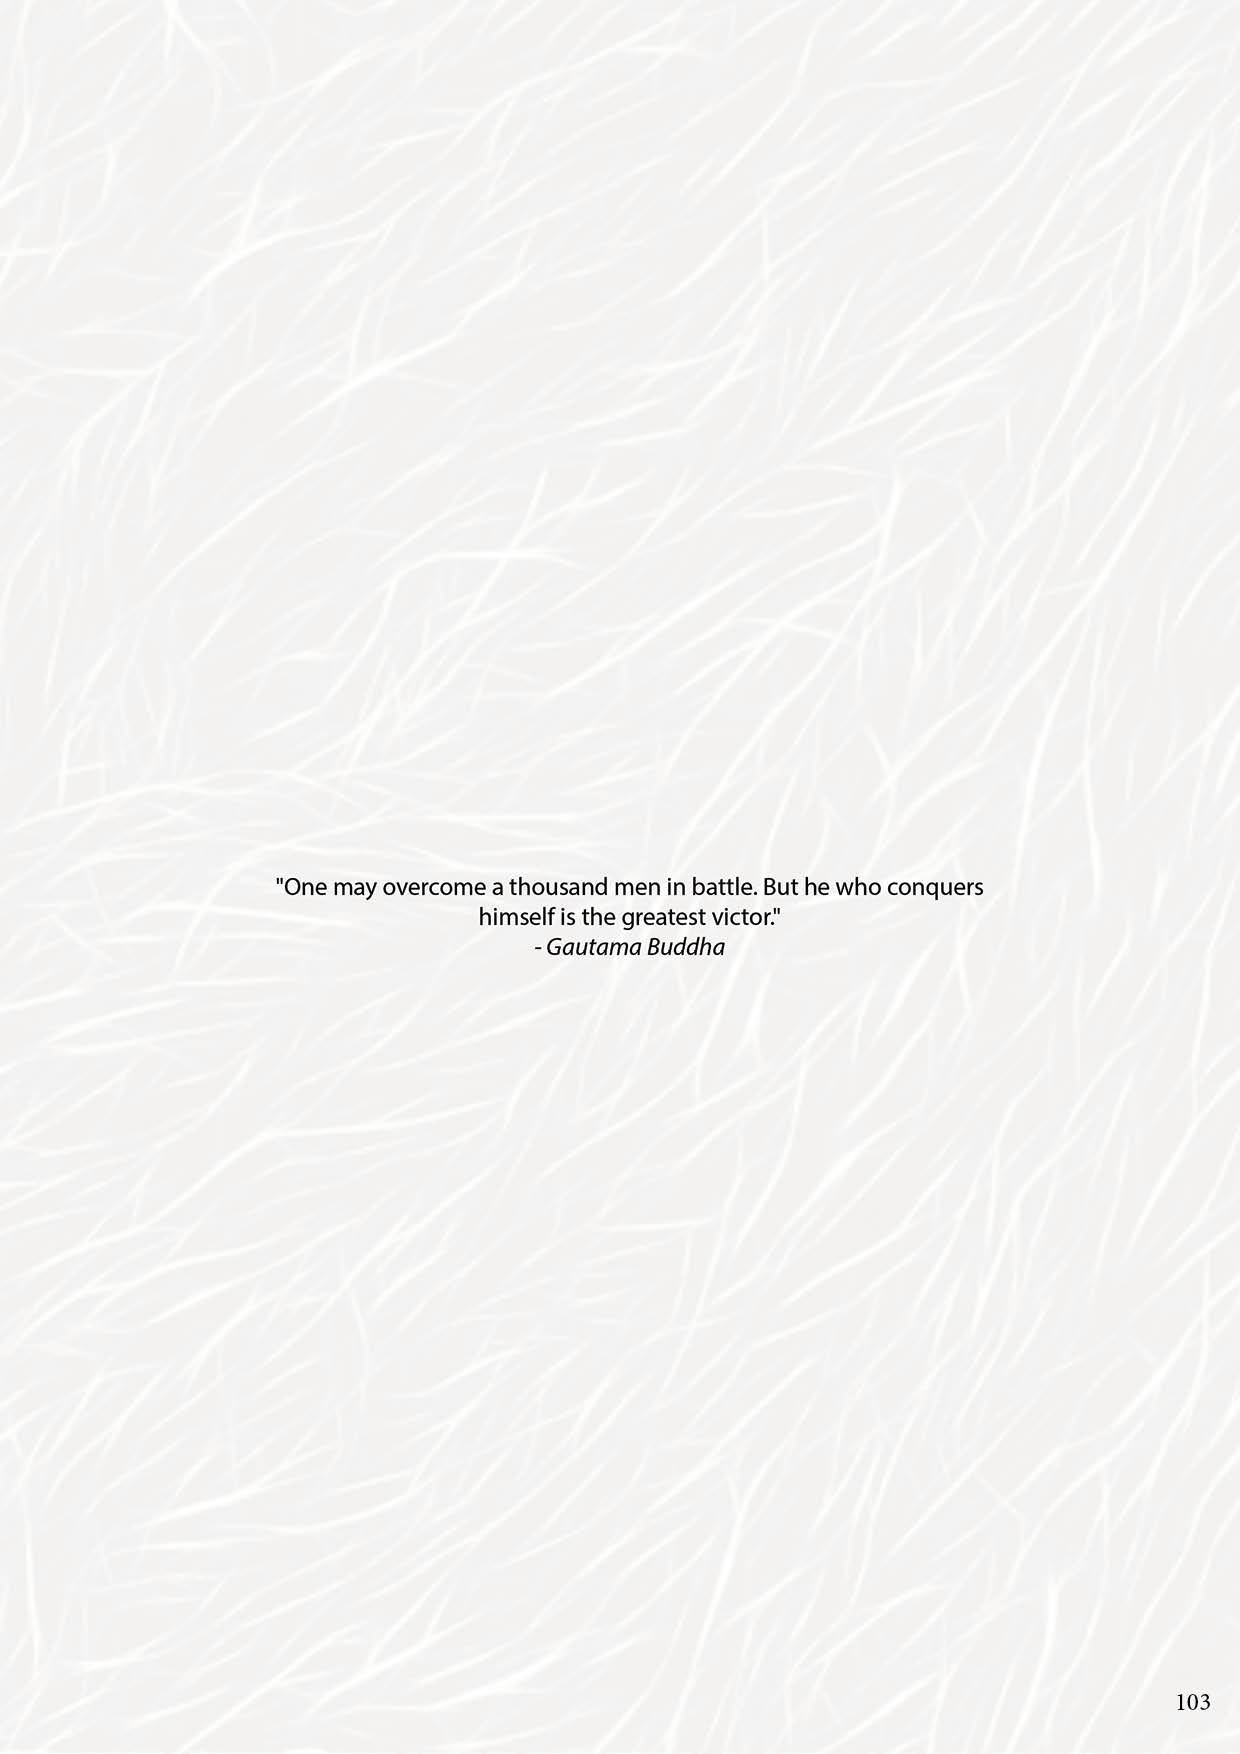 "One may overcome a thousand men in battle. But he who conquers
himself is the greatest victor."
- Gautama Buddha
103